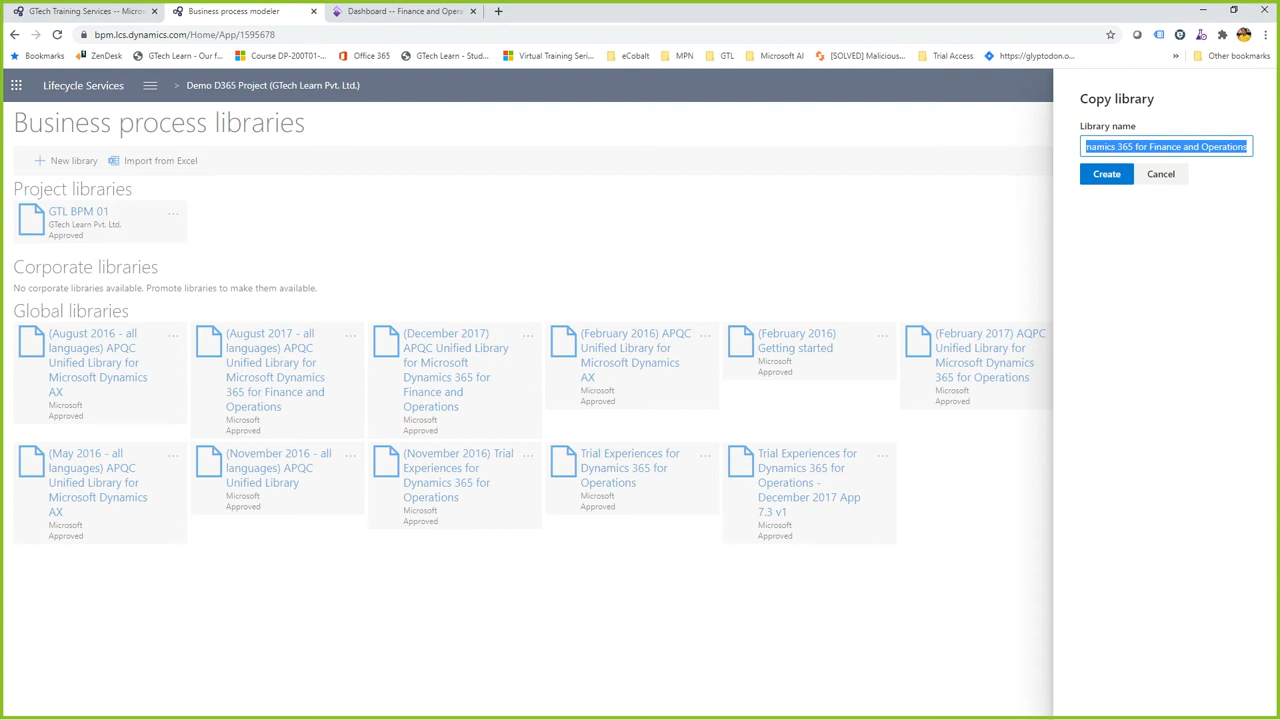 GTech Training Services -- Micro
Business process modeler
Dashboard -- Finance and Opera
bpm.lcs.dynamics.com/Home/App/1595678
Bookmarks
ZenDesk
GTech Learn - Our f...
Course DP-200T01-...
Office 365
GTech Learn - Stud...
Virtual Training Seri...
eCobalt
MPN
GTL
Microsoft AI
[SOLVED] Malicious...
Trial Access
https://glyptodon.o...
»
Other bookmarks
Lifecycle Services
> Demo D365 Project (GTech Learn Pvt. Ltd.)
Business process libraries
+ New library
Import from Excel
Project libraries
GTL BPM 01
...
GTech Learn Pvt. Ltd.
Approved
Corporate libraries
No corporate libraries available. Promote libraries to make them available.
Global libraries
(August 2016 - all
languages) APQC
Unified Library for
Microsoft Dynamics
AX
Microsoft
Approved
(August 2017 - all
languages) APQC
Unified Library for
Microsoft Dynamics
365 for Finance and
Operations
Microsoft
Approved
(December 2017)
APQC Unified Library
for Microsoft
Dynamics 365 for
Finance and
Operations
Microsoft
Approved
(February 2016) APQC
Unified Library for
Microsoft Dynamics
AX
Microsoft
Approved
(February 2016)
Getting started
Microsoft
Approved
(February 2017) AQPC
Unified Library for
Microsoft Dynamics
365 for Operations
Microsoft
Approved
(May 2016 - all
languages) APQC
Unified Library for
Microsoft Dynamics
AX
Microsoft
Approved
(November 2016 - all
languages) APQC
Unified Library
Microsoft
Approved
(November 2016) Trial
Experiences for
Dynamics 365 for
Operations
Microsoft
Approved
Trial Experiences for
Dynamics 365 for
Operations
Microsoft
Approved
Trial Experiences for
Dynamics 365 for
Operations -
December 2017 App
7.3 v1
Microsoft
Approved
Copy library
Library name
namics 365 for Finance and Operations
Create
Cancel